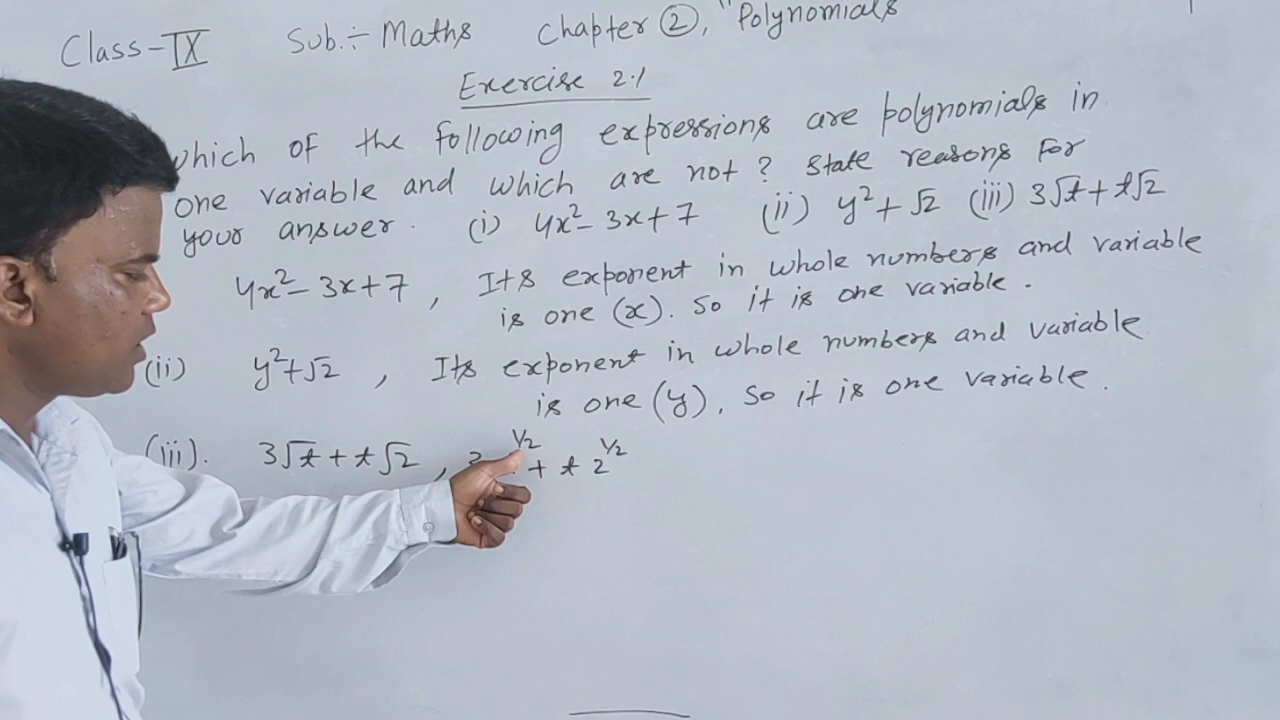 Class-IX Sub.:- Maths Chapter ②, "Polynomials
Exercise 2.1
which of the following expressions are polynomials in
one variable and which are not? State reasons For
your answer. (i) 4x²-3x+7 (ii) y²+√2 (iii) 3√t+t√2
4x²-3x+7, Its exponent in whole numbers and variable
is one (x). So it is one variable.
(ii) y²+√2, Its exponent in whole numbers and variable
is one (y), So it is one variable.
(iii). 3√t+t√2, 3 ^1/2 + t 2^1/2